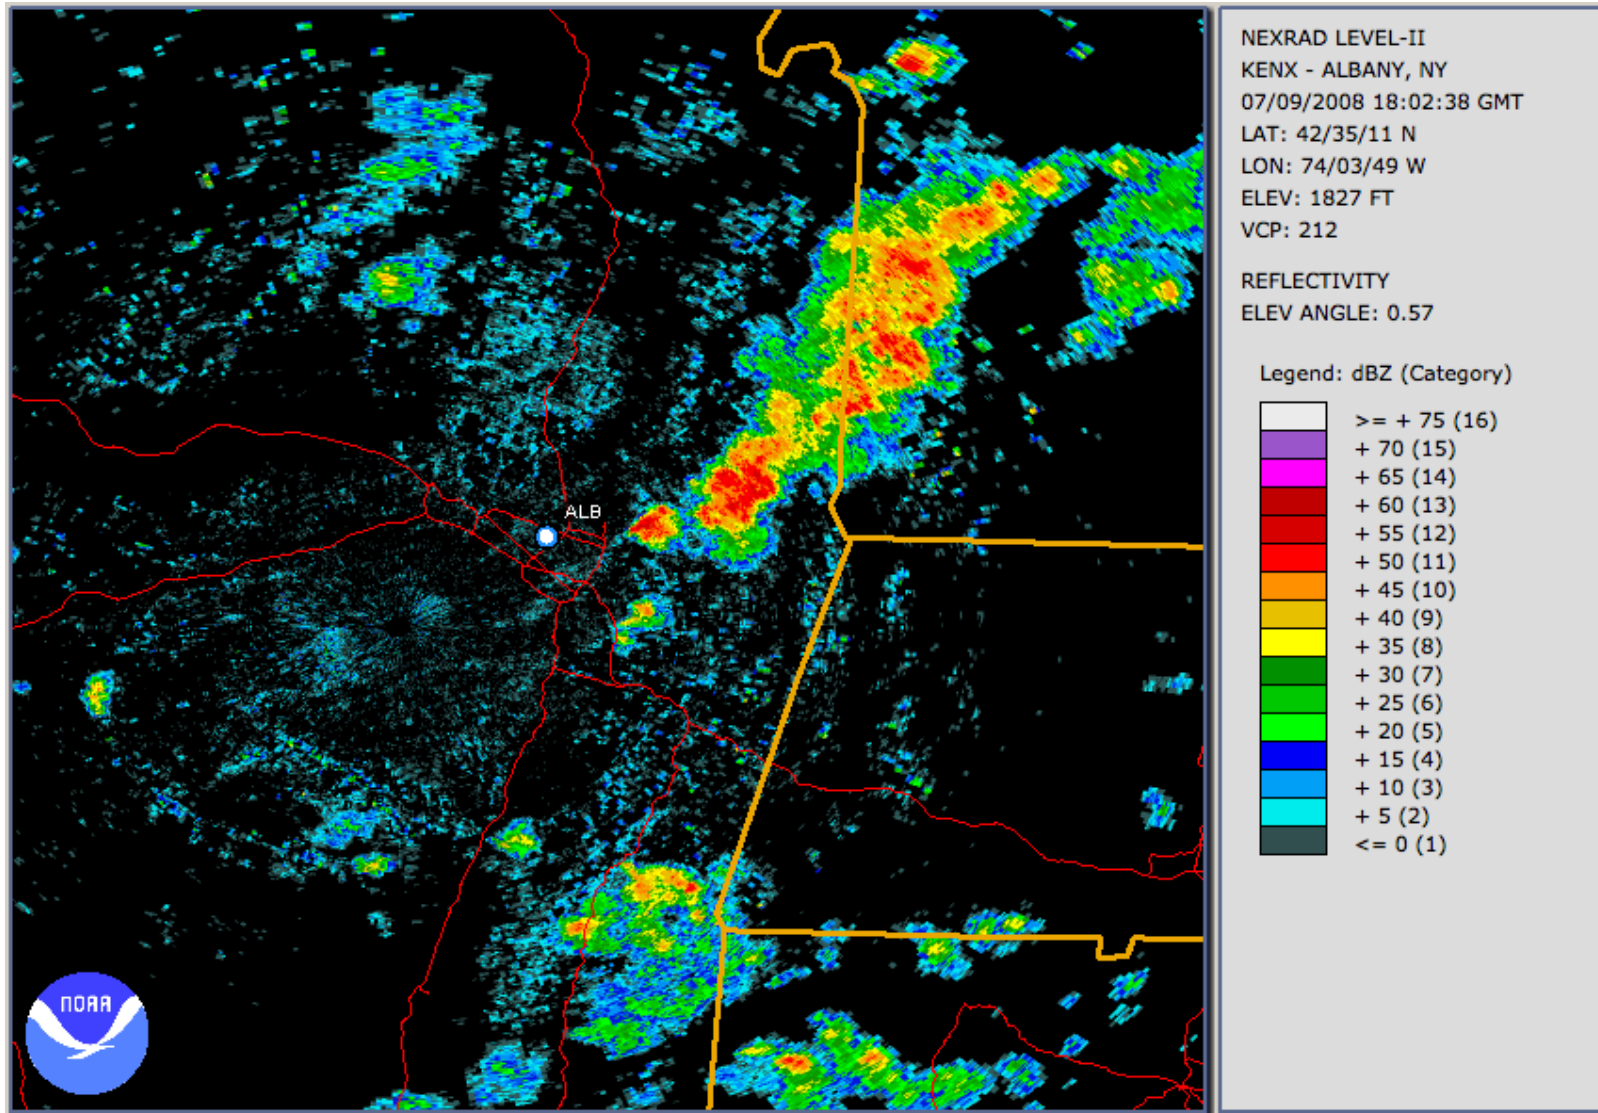 ALB
NOAA
NEXRAD LEVEL-II
KENX - ALBANY, NY
07/09/2008 18:02:38 GMT
LAT: 42/35/11 N
LON: 74/03/49 W
ELEV: 1827 FT
VCP: 212
REFLECTIVITY
ELEV ANGLE: 0.57
Legend: dBZ (Category)
>= + 75 (16)
+ 70 (15)
+ 65 (14)
+ 60 (13)
+ 55 (12)
+ 50 (11)
+ 45 (10)
+ 40 (9)
+ 35 (8)
+ 30 (7)
+ 25 (6)
+ 20 (5)
+ 15 (4)
+ 10 (3)
+ 5 (2)
<= 0 (1)